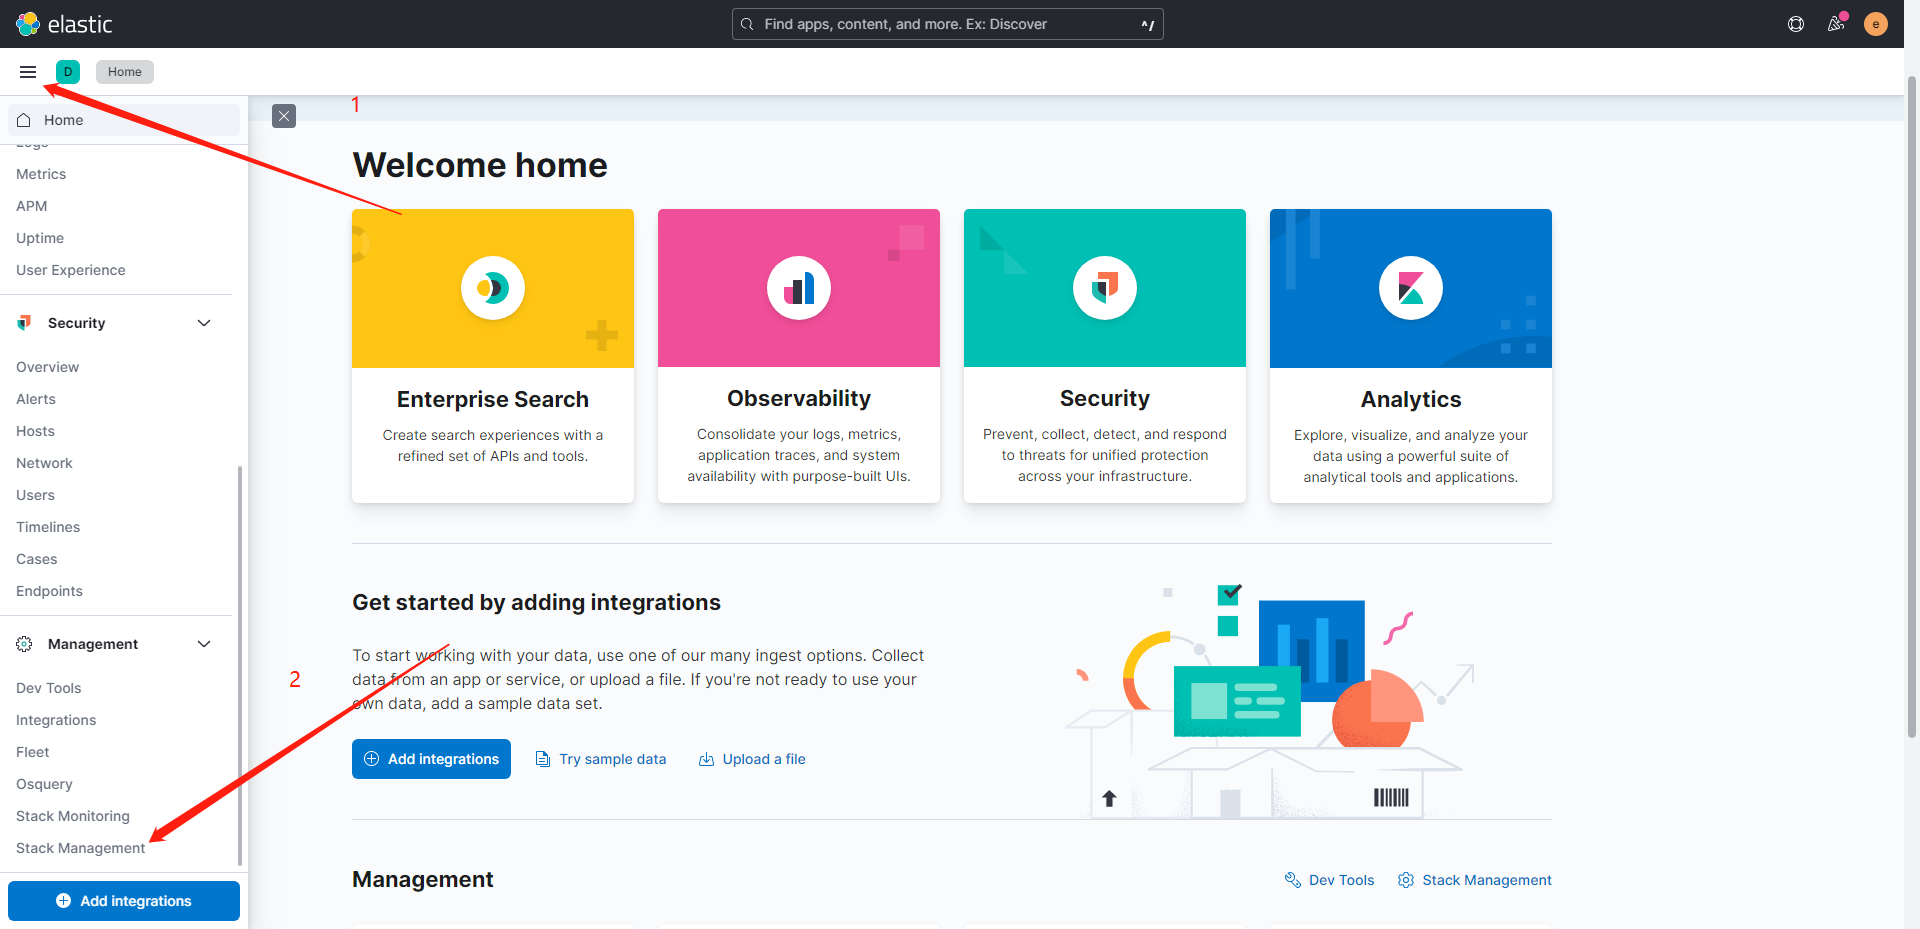 elastic
Find apps, content, and more. Ex: Discover
^/
e
D
Home
1
Home
Logs
Metrics
APM
Uptime
User Experience
Security
Overview
Alerts
Hosts
Network
Users
Timelines
Cases
Endpoints
Management
Dev Tools
Integrations
Fleet
Osquery
Stack Monitoring
Stack Management
Add integrations
Welcome home
Enterprise Search
Create search experiences with a
refined set of APIs and tools.
Observability
Consolidate your logs, metrics,
application traces, and system
availability with purpose-built UIs.
Security
Prevent, collect, detect, and respond
to threats for unified protection
across your infrastructure.
Analytics
Explore, visualize, and analyze your
data using a powerful suite of
analytical tools and applications.
Get started by adding integrations
2
To start working with your data, use one of our many ingest options. Collect
data from an app or service, or upload a file. If you're not ready to use your
own data, add a sample data set.
Add integrations
Try sample data
Upload a file
Management
Dev Tools
Stack Management